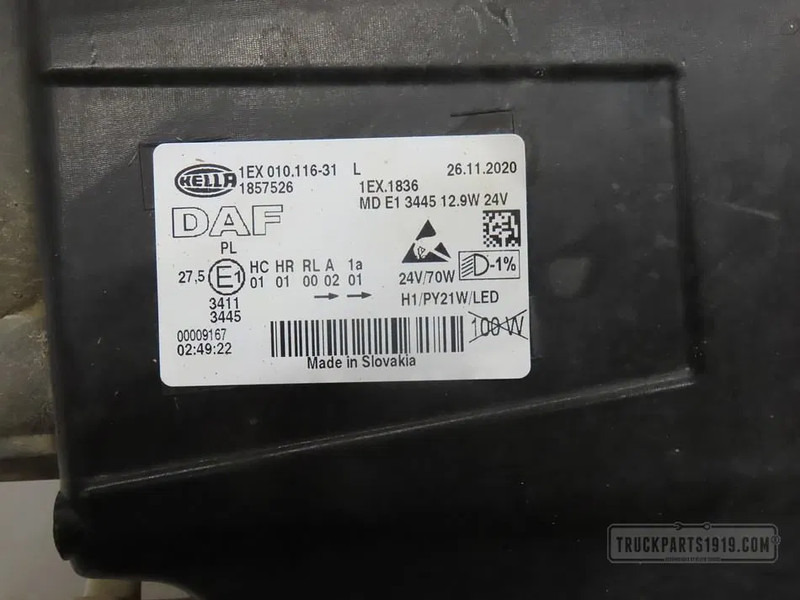 HELLA 1EX 010.116-31 L 26.11.2020
1857526 1EX.1836
MD E1 3445 12.9W 24V
DAF
PL
27,5 E1 HC HR RL A 1a
01 01 00 02 01
24V/70W D-1%
3411 H1/PY21W/LED
3445
00009167 100 W
02:49:22
Made in Slovakia
TRUCKPARTS1919.COM